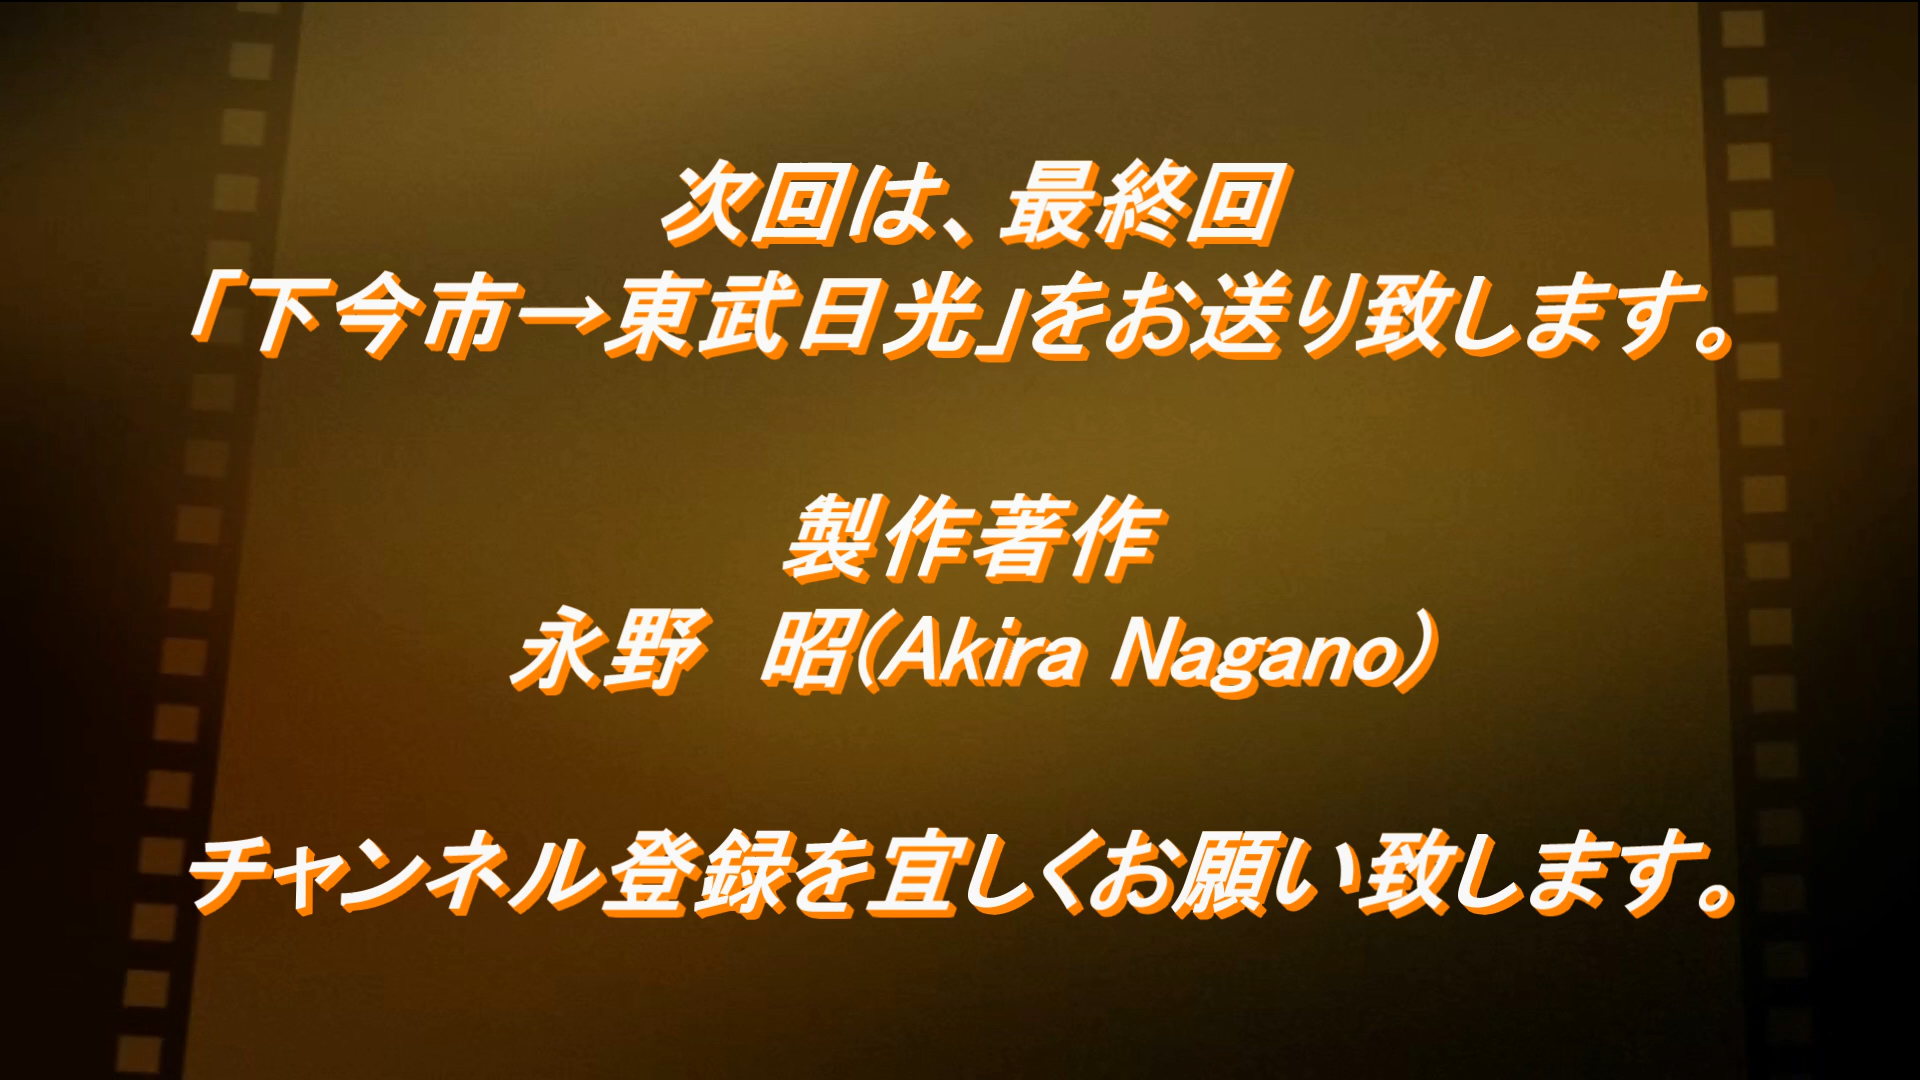 次回は、最終回
「下今市→東武日光」をお送り致します。
製作著作
永野　昭(Akira Nagano)
チャンネル登録を宜しくお願い致します。